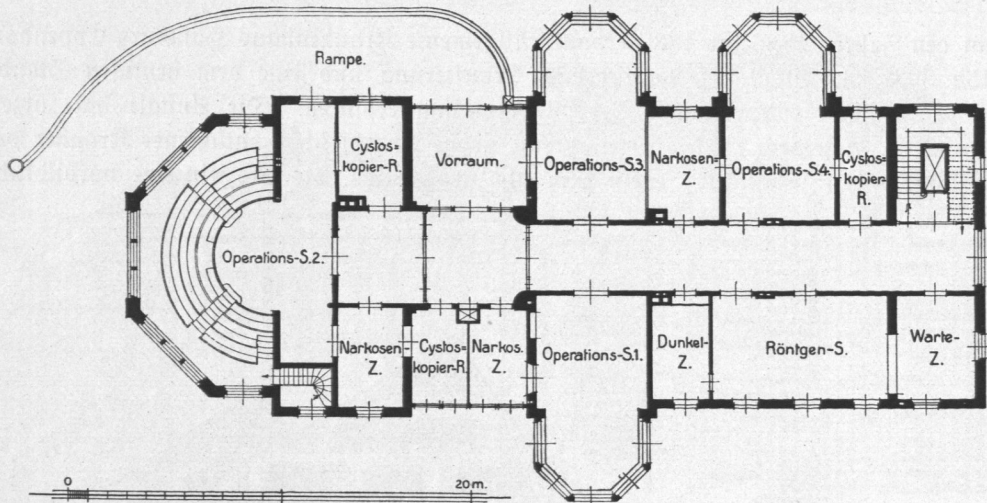 Rampe.
Cystos=
kopier-R.
Vorraum.
Operations-S.3
Narkosen-
Z.
Operations-S.4.
Cystos=
kopier-
R.
Operations-S.2.
Narkosen
Z.
Cystos=
kopier-R.
Narkos.
Z.
Operations-S.1.
Dunkel-
Z.
Röntgen-S.
Warte-
Z.
0
20 m.